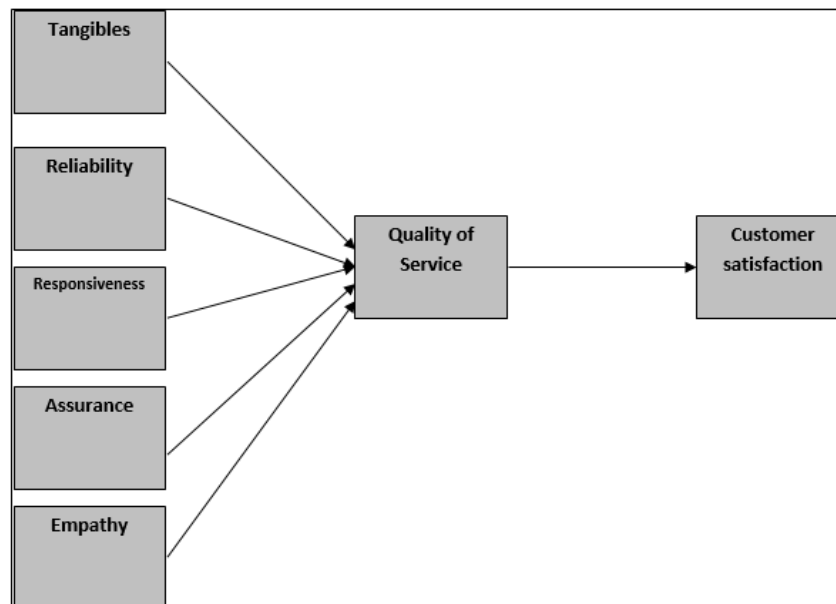 Tangibles
Reliability
Responsiveness
Assurance
Empathy
Quality of
Service
Customer
satisfaction